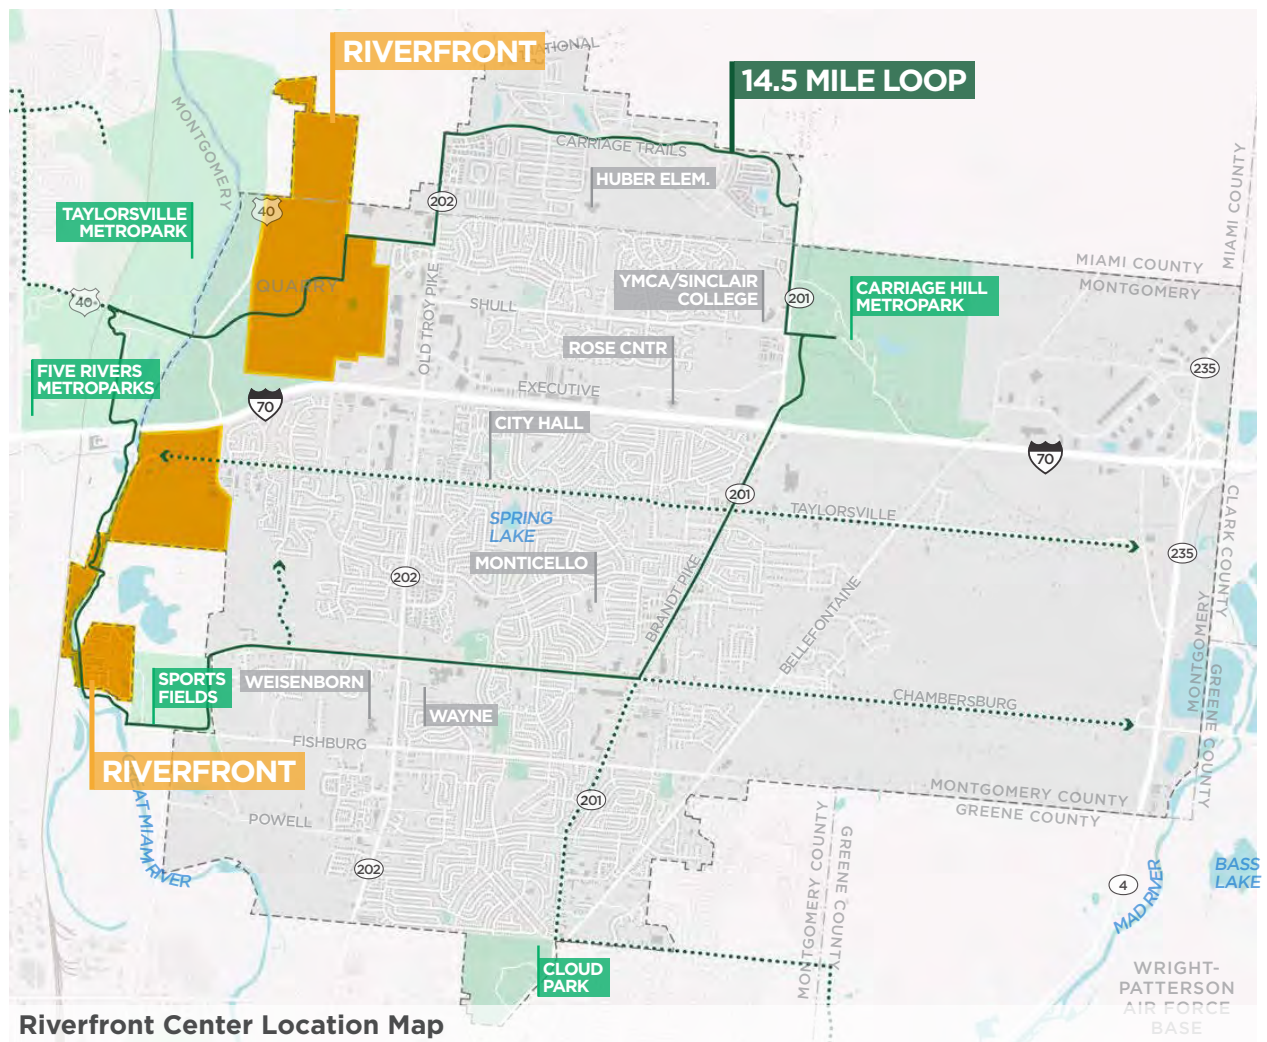 RIVERFRONT
14.5 MILE LOOP
MONTGOMERY
CARRIAGE TRAILS
HUBER ELEM.
MIAMI COUNTY
202
40
TAYLORSVILLE
METROPARK
MIAMI COUNTY
MONTGOMERY
QUARRY
YMCA/SINCLAIR
COLLEGE
201
CARRIAGE HILL
METROPARK
40
SHULL
OLD TROY PIKE
ROSE CNTR
FIVE RIVERS
METROPARKS
235
EXECUTIVE
70
CITY HALL
70
201
TAYLORSVILLE
SPRING
LAKE
CLARK COUNTY
235
MONTICELLO
202
BRANDT PIKE
BELLEFONTAINE
MONTGOMERY
GREENE COUNTY
SPORTS
FIELDS
WEISENBORN
CHAMBERSBURG
WAYNE
FISHBURG
RIVERFRONT
MONTGOMERY COUNTY
GREENE COUNTY
201
POWELL
MIAMI RIVER
202
MONTGOMERY COUNTY
GREENE COUNTY
4
MAD RIVER
BASS
LAKE
CLOUD
PARK
WRIGHT-
PATTERSON
AIR FORCE
BASE
Riverfront Center Location Map